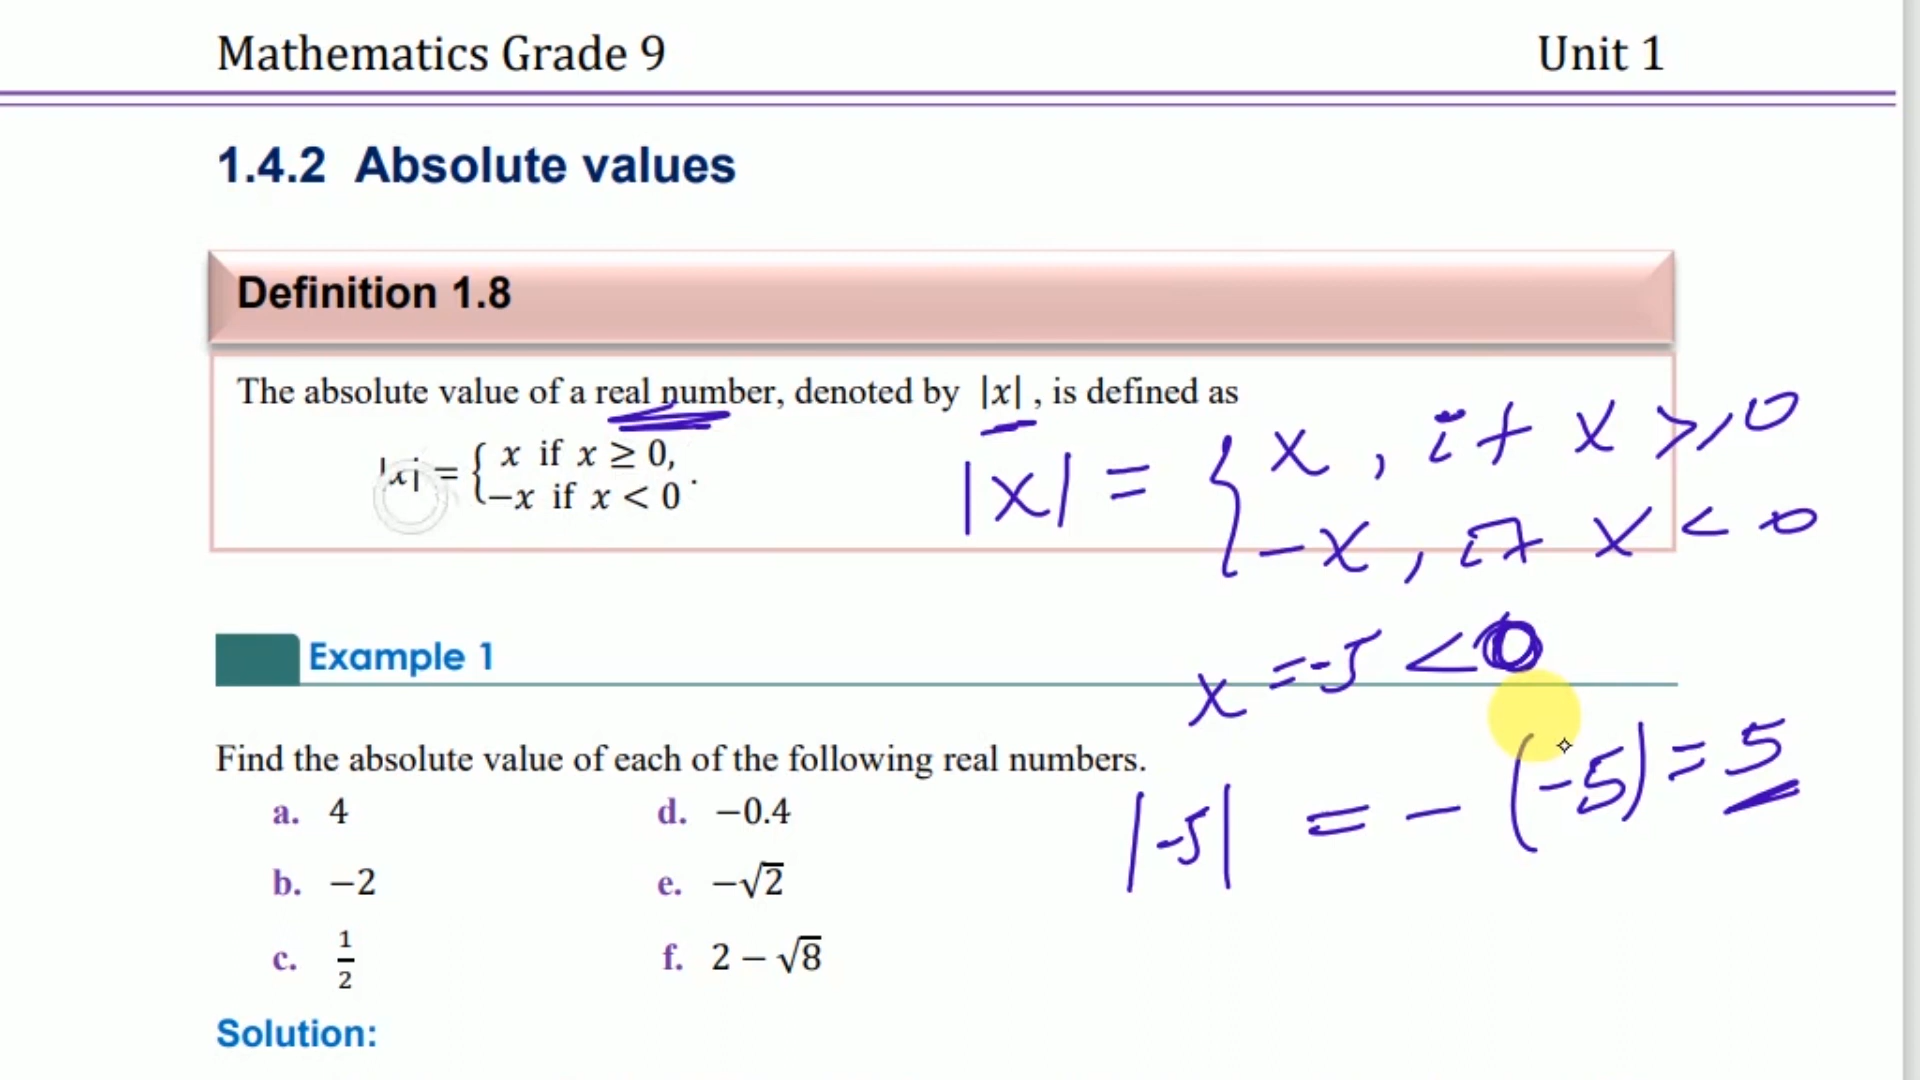 Mathematics Grade 9 Unit 1
1.4.2 Absolute values
Definition 1.8
The absolute value of a real number, denoted by |x| , is defined as
|x| = { x if x ≥ 0,
−x if x < 0 .
|x| = { x , if x ≥ 0
−x , if x < 0
Example 1
x = -5 < 0
Find the absolute value of each of the following real numbers.
|-5| = − (-5) = 5
a. 4 d. −0.4
b. −2 e. −√2
c. 1/2 f. 2 − √8
Solution: